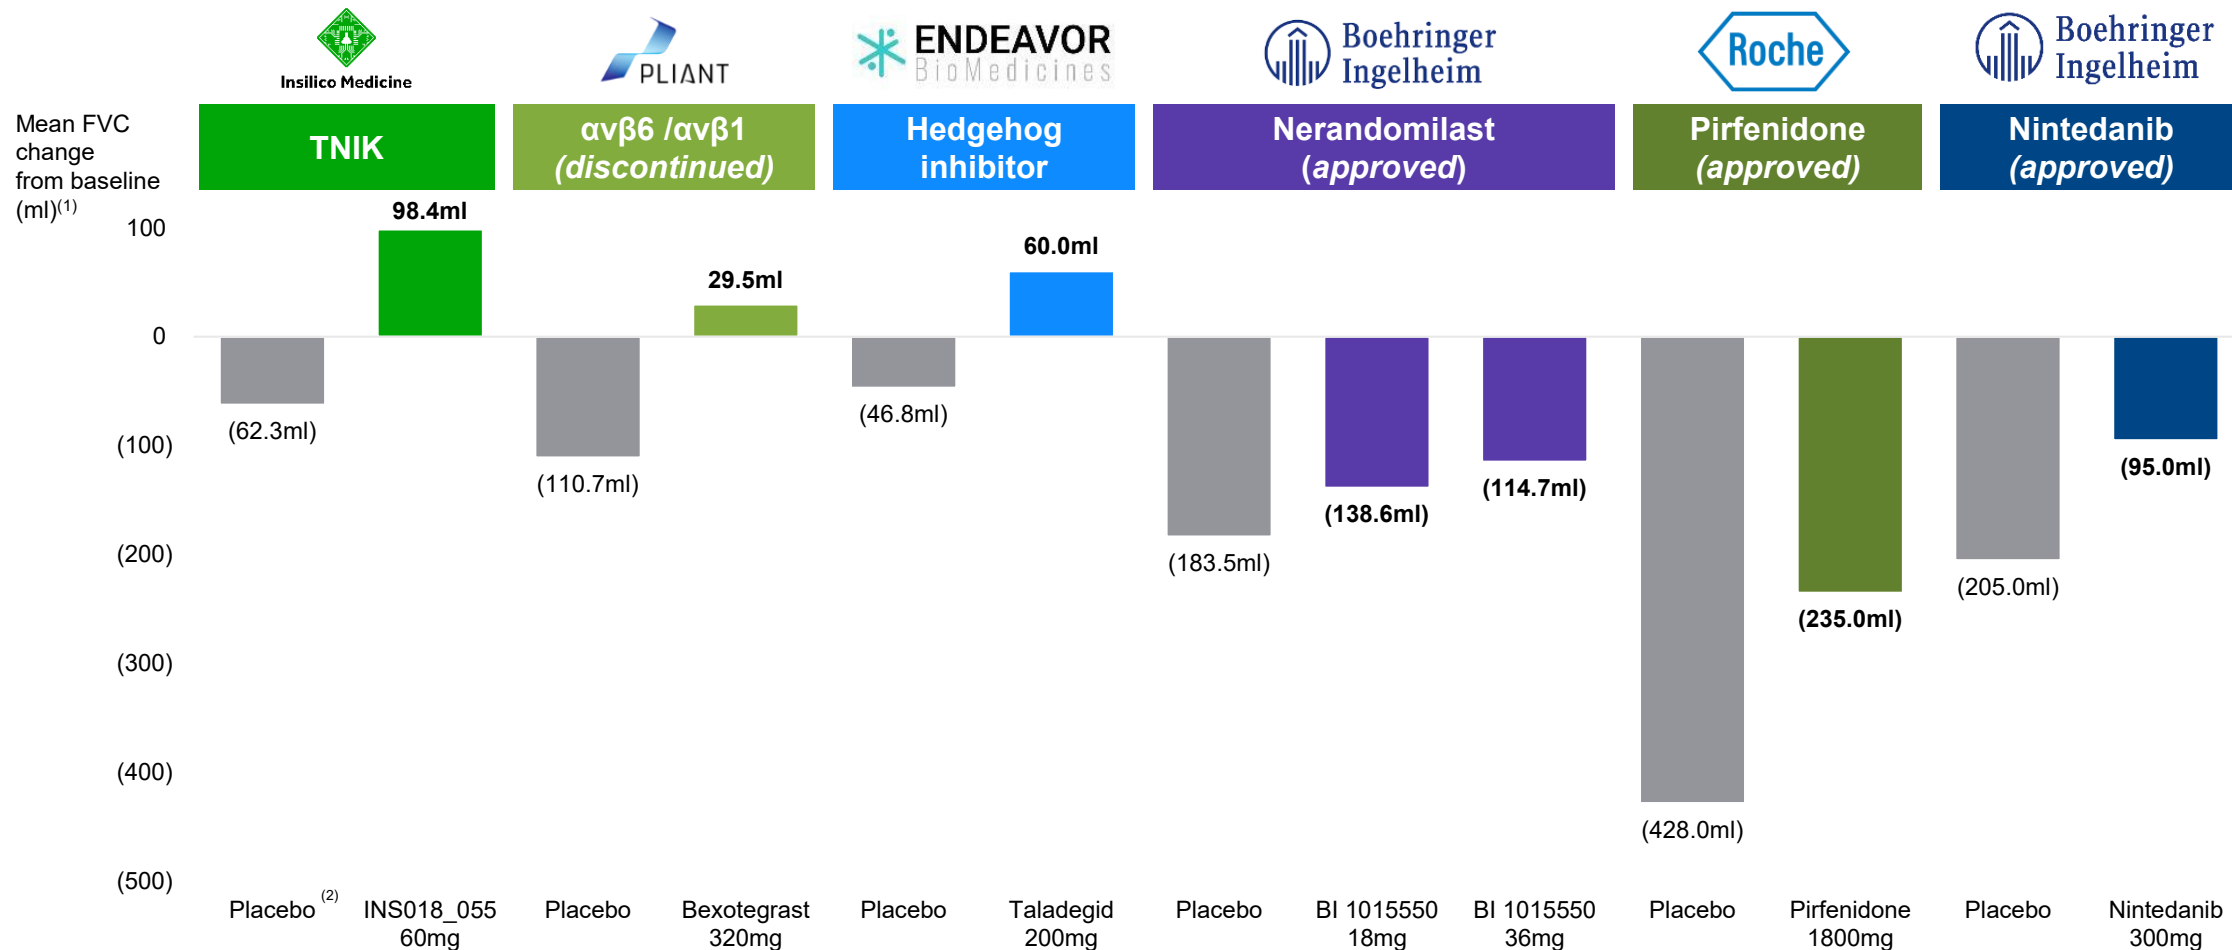 Insilico Medicine
PLIANT
ENDEAVOR
BioMedicines
Boehringer
Ingelheim
Roche
Boehringer
Ingelheim
Mean FVC
change
from baseline
(ml)(1)
TNIK
αvβ6 /αvβ1
(discontinued)
Hedgehog
inhibitor
Nerandomilast
(approved)
Pirfenidone
(approved)
Nintedanib
(approved)
100
0
(100)
(200)
(300)
(400)
(500)
(62.3ml)
98.4ml
(110.7ml)
29.5ml
(46.8ml)
60.0ml
(183.5ml)
(138.6ml)
(114.7ml)
(428.0ml)
(235.0ml)
(205.0ml)
(95.0ml)
Placebo (2)
INS018_055
60mg
Placebo
Bexotegrast
320mg
Placebo
Taladegid
200mg
Placebo
BI 1015550
18mg
BI 1015550
36mg
Placebo
Pirfenidone
1800mg
Placebo
Nintedanib
300mg